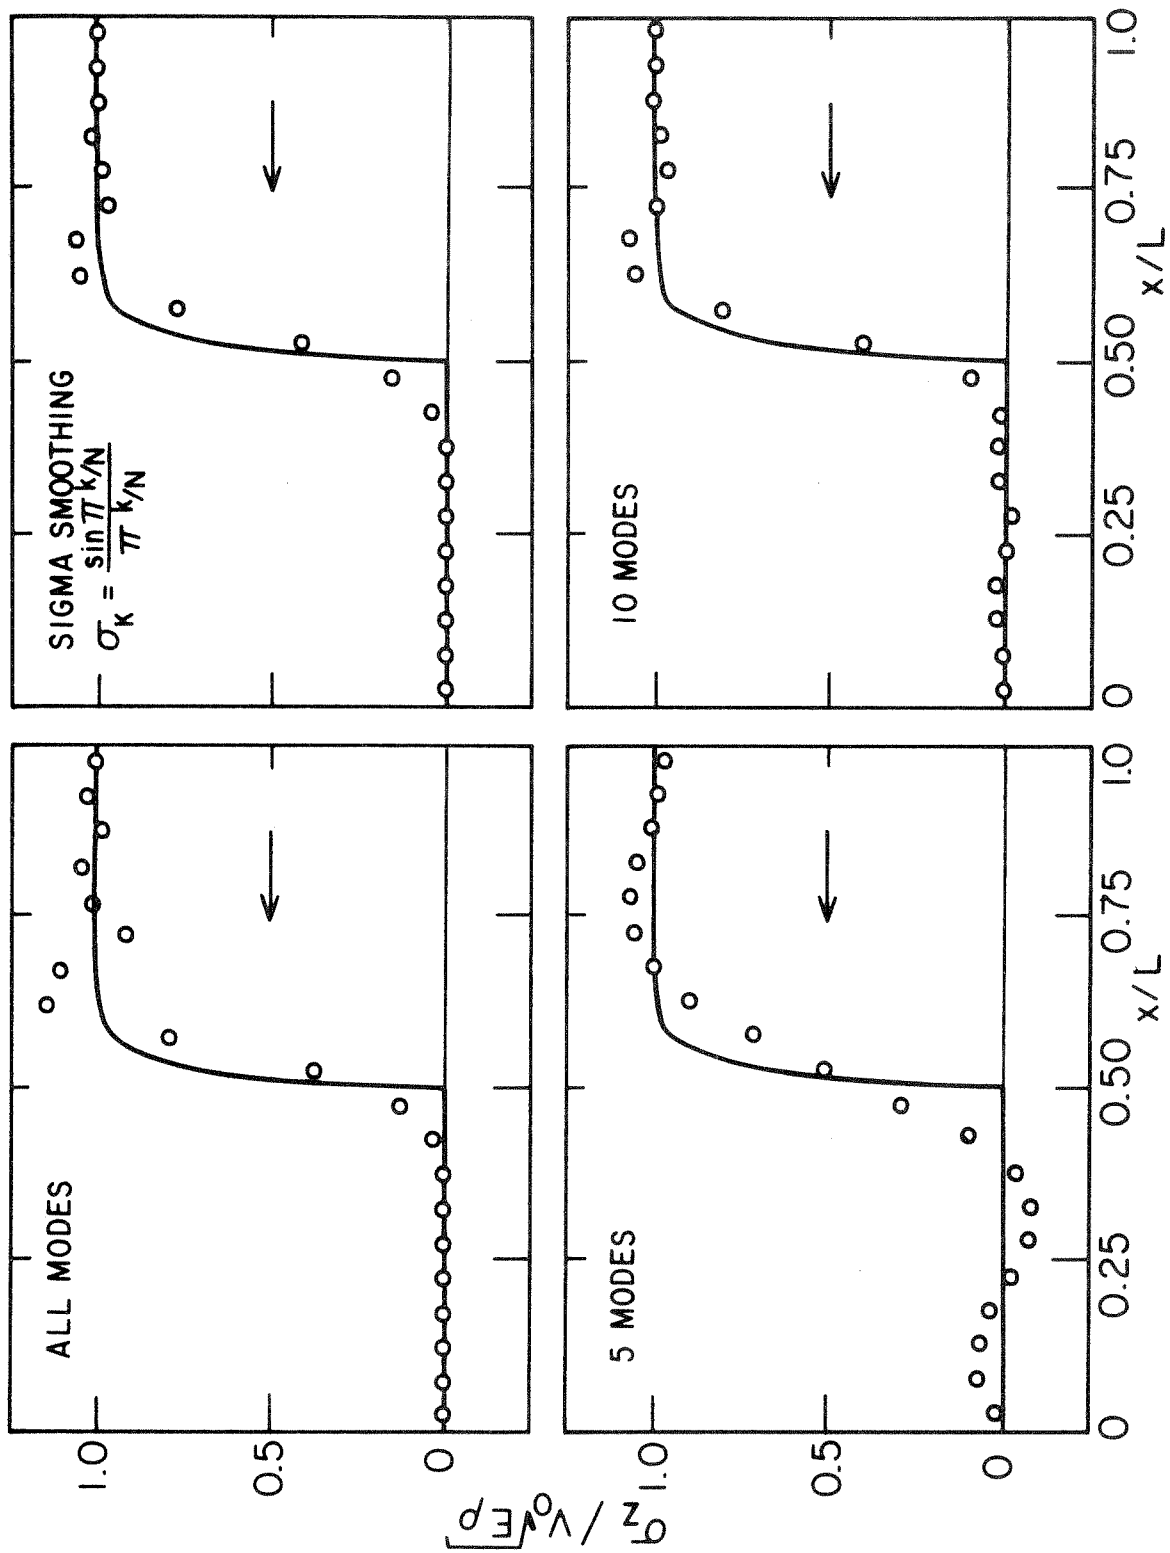 ALL MODES
SIGMA SMOOTHING
σK = sin π k/N
π k/N
1.0
0.5
0
5 MODES
10 MODES
1.0
0.5
0
σz / V0√Eρ
0 0.25 0.50 0.75 1.0
0 0.25 0.50 0.75 1.0
x/L
x/L